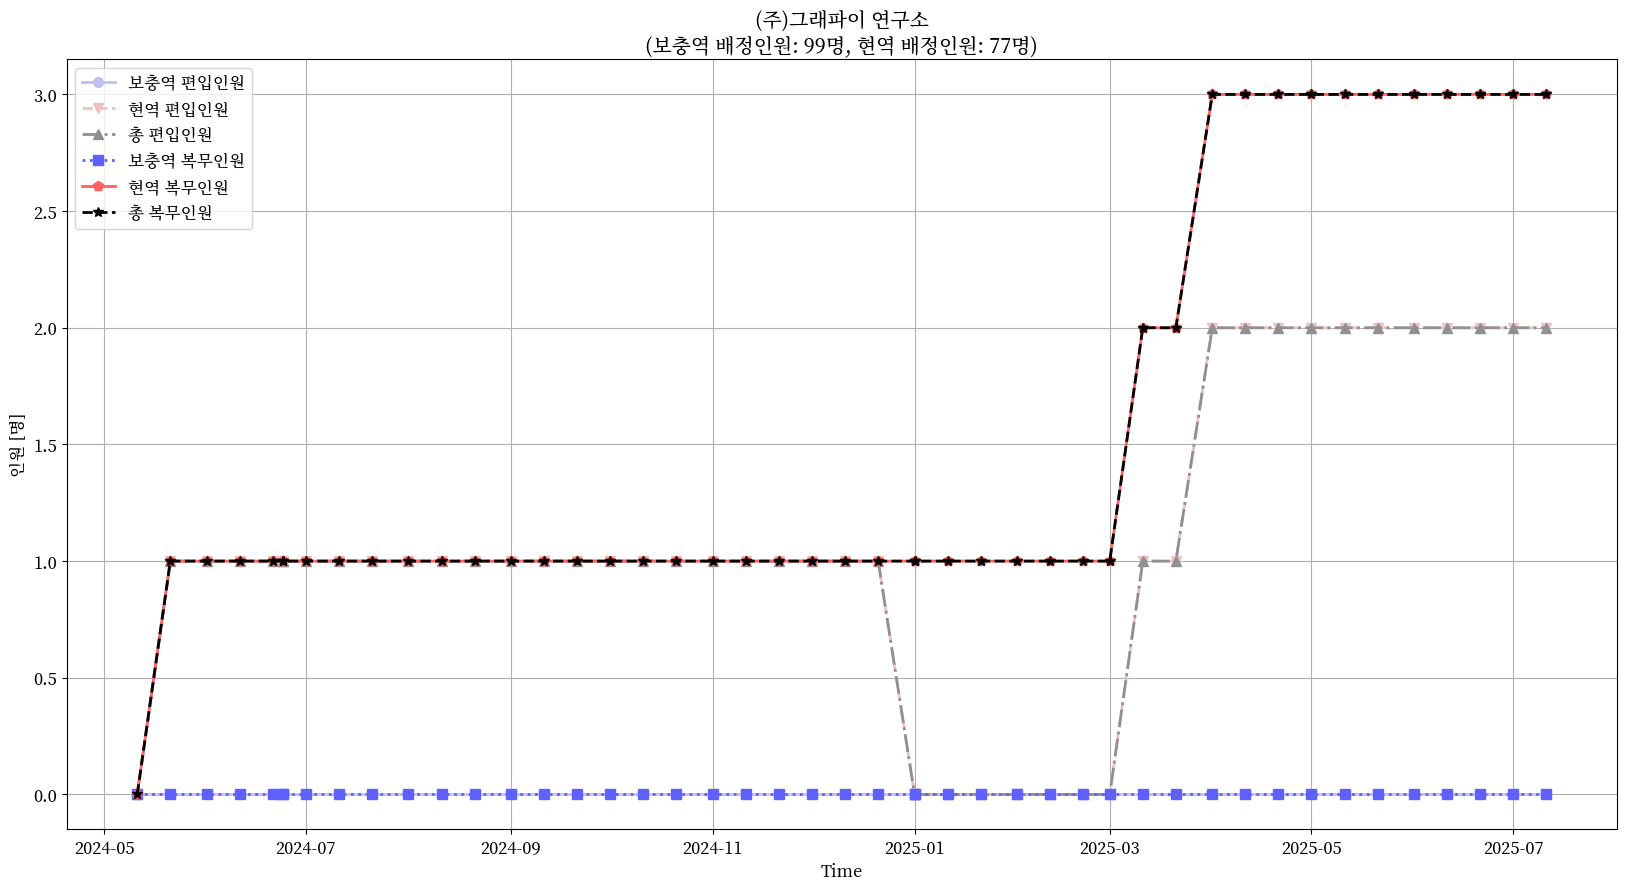 (주)그래파이 연구소
(보충역 배정인원: 99명, 현역 배정인원: 77명)
보충역 편입인원
현역 편입인원
총 편입인원
보충역 복무인원
현역 복무인원
총 복무인원
3.0
2.5
2.0
1.5
1.0
0.5
0.0
인원 [명]
2024-05 2024-07 2024-09 2024-11 2025-01 2025-03 2025-05 2025-07
Time